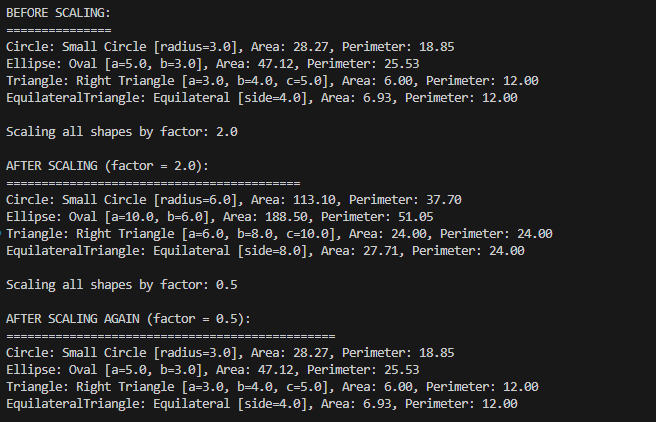 BEFORE SCALING:
===============
Circle: Small Circle [radius=3.0], Area: 28.27, Perimeter: 18.85
Ellipse: Oval [a=5.0, b=3.0], Area: 47.12, Perimeter: 25.53
Triangle: Right Triangle [a=3.0, b=4.0, c=5.0], Area: 6.00, Perimeter: 12.00
EquilateralTriangle: Equilateral [side=4.0], Area: 6.93, Perimeter: 12.00
Scaling all shapes by factor: 2.0
AFTER SCALING (factor = 2.0):
==========================================
Circle: Small Circle [radius=6.0], Area: 113.10, Perimeter: 37.70
Ellipse: Oval [a=10.0, b=6.0], Area: 188.50, Perimeter: 51.05
Triangle: Right Triangle [a=6.0, b=8.0, c=10.0], Area: 24.00, Perimeter: 24.00
EquilateralTriangle: Equilateral [side=8.0], Area: 27.71, Perimeter: 24.00
Scaling all shapes by factor: 0.5
AFTER SCALING AGAIN (factor = 0.5):
===============================================
Circle: Small Circle [radius=3.0], Area: 28.27, Perimeter: 18.85
Ellipse: Oval [a=5.0, b=3.0], Area: 47.12, Perimeter: 25.53
Triangle: Right Triangle [a=3.0, b=4.0, c=5.0], Area: 6.00, Perimeter: 12.00
EquilateralTriangle: Equilateral [side=4.0], Area: 6.93, Perimeter: 12.00